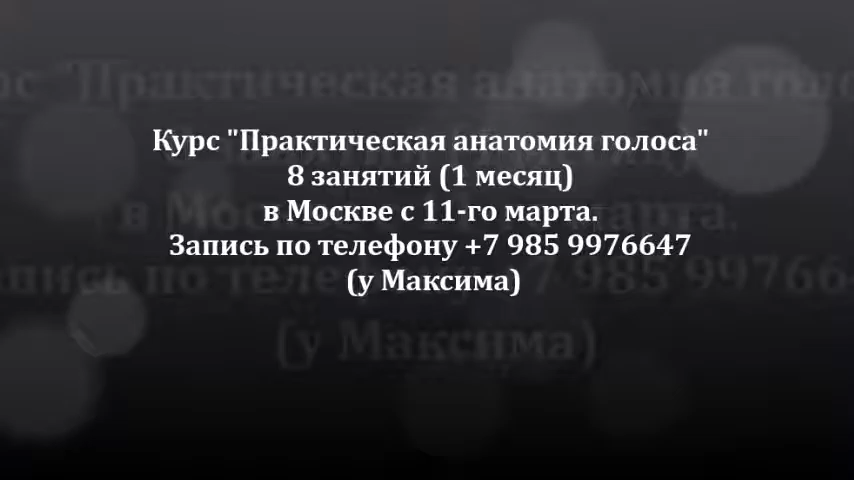 Курс "Практическая анатомия голоса"
8 занятий (1 месяц)
в Москве с 11-го марта.
Запись по телефону +7 985 9976647
(у Максима)